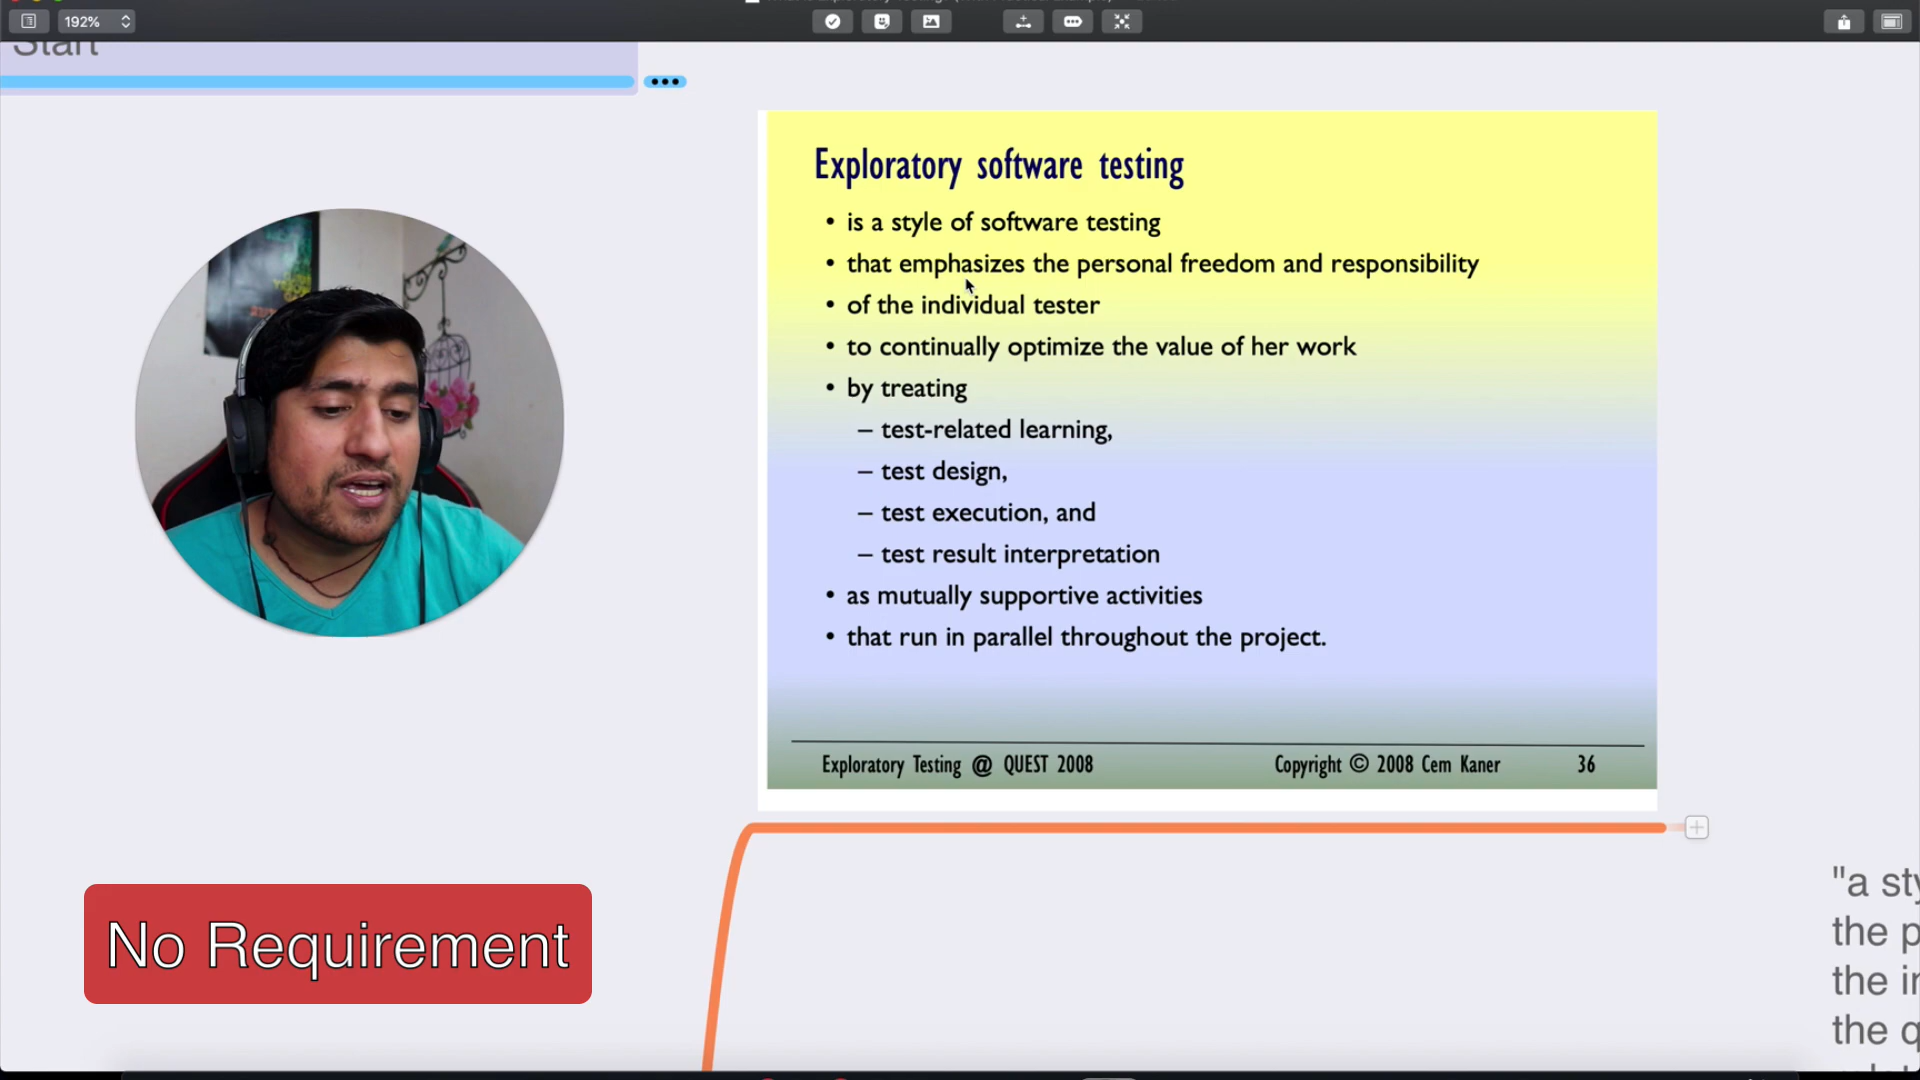 192%
Start
Exploratory software testing
• is a style of software testing
• that emphasizes the personal freedom and responsibility
• of the individual tester
• to continually optimize the value of her work
• by treating
– test-related learning,
– test design,
– test execution, and
– test result interpretation
• as mutually supportive activities
• that run in parallel throughout the project.
Exploratory Testing @ QUEST 2008 Copyright © 2008 Cem Kaner 36
No Requirement
"a sty
the p
the in
the q